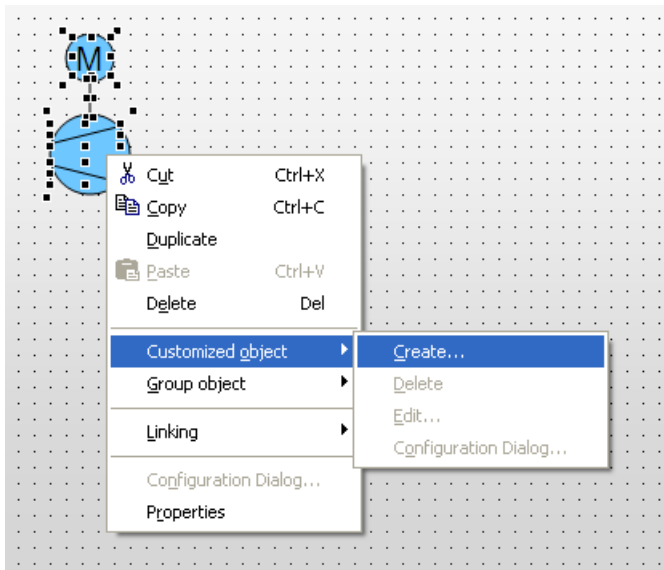 M
Cut Ctrl+X
Copy Ctrl+C
Duplicate
Paste Ctrl+V
Delete Del
Customized object
Create...
Group object
Delete
Edit...
Linking
Configuration Dialog...
Configuration Dialog...
Properties